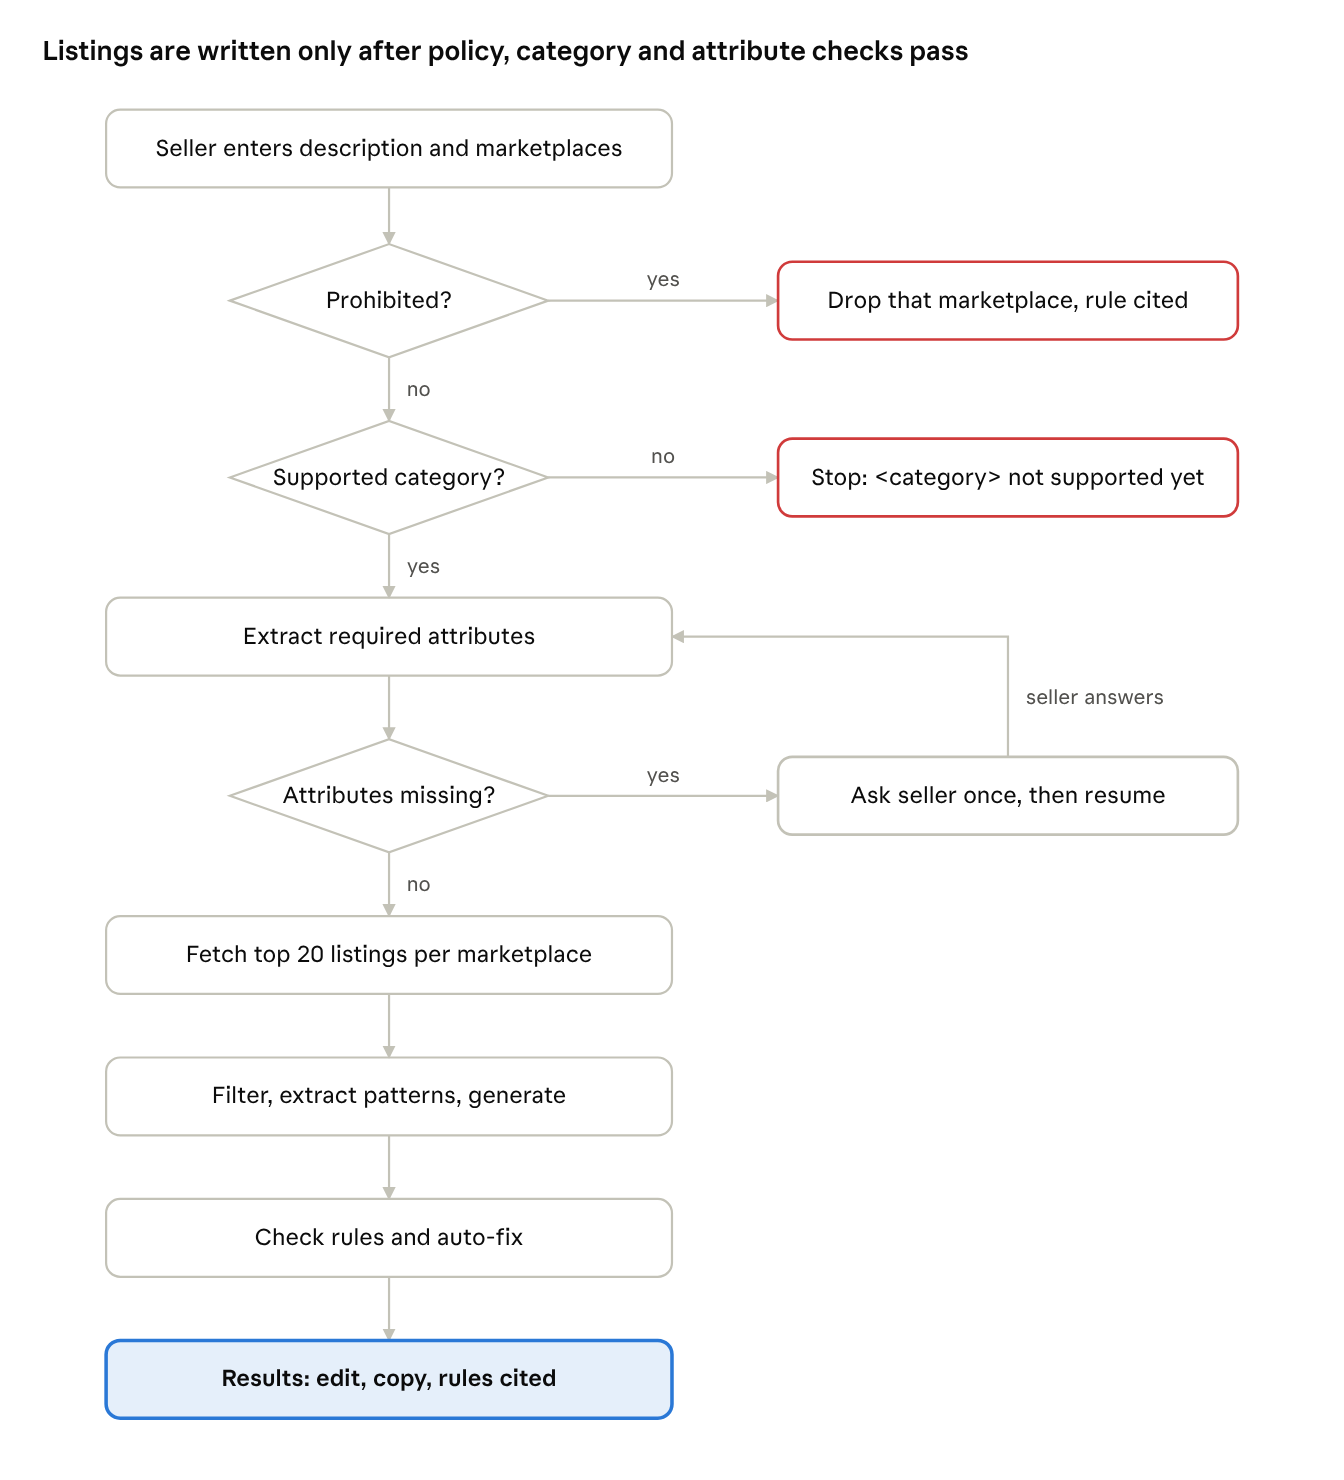 Listings are written only after policy, category and attribute checks pass
Seller enters description and marketplaces
Prohibited?
yes
Drop that marketplace, rule cited
no
Supported category?
no
Stop: <category> not supported yet
yes
Extract required attributes
seller answers
Attributes missing?
yes
Ask seller once, then resume
no
Fetch top 20 listings per marketplace
Filter, extract patterns, generate
Check rules and auto-fix
Results: edit, copy, rules cited